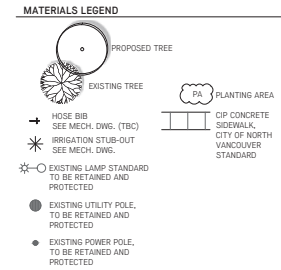 MATERIALS LEGEND
PROPOSED TREE
EXISTING TREE
HOSE BIB
SEE MECH. DWG. (TBC)
IRRIGATION STUB-OUT
SEE MECH. DWG.
EXISTING LAMP STANDARD
TO BE RETAINED AND
PROTECTED
EXISTING UTILITY POLE,
TO BE RETAINED AND
PROTECTED
EXISTING POWER POLE,
TO BE RETAINED AND
PROTECTED
PA PLANTING AREA
CIP CONCRETE
SIDEWALK,
CITY OF NORTH
VANCOUVER
STANDARD